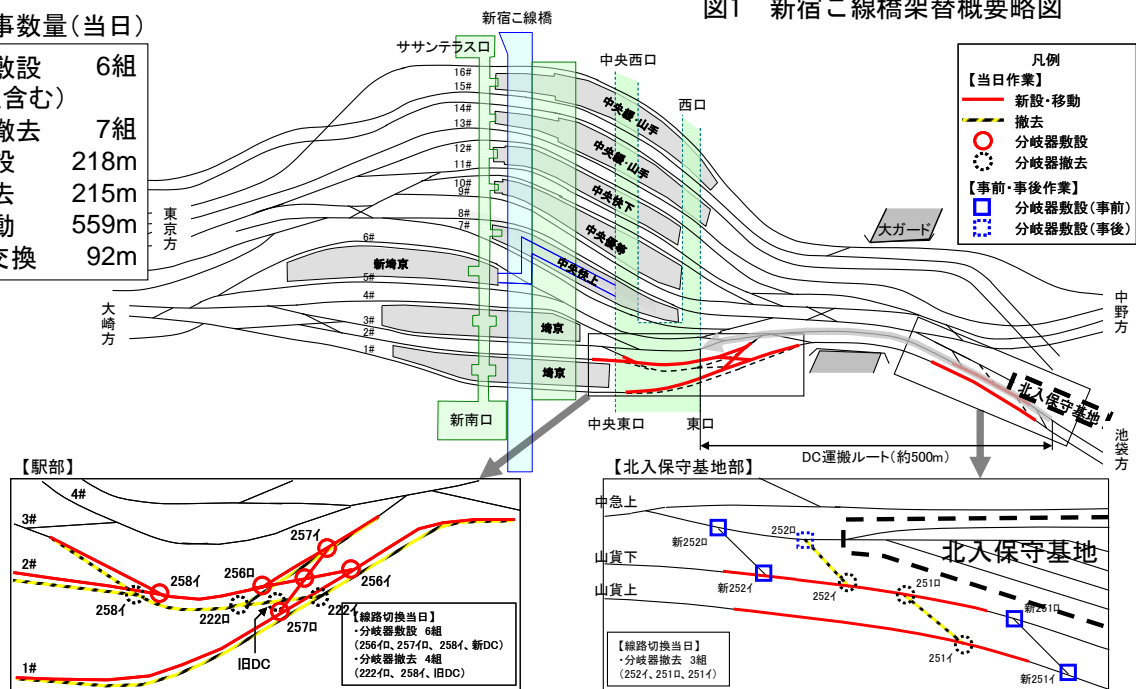 図1　新宿こ線橋架替概要略図
事数量(当日)
敷設　6組
含む)
撤去　7組
設　218m
去　215m
動　559m
交換　92m
新宿こ線橋
ササンテラス口
中央西口
西口
凡例
【当日作業】
新設・移動
撤去
分岐器敷設
分岐器撤去
【事前・事後作業】
分岐器敷設(事前)
分岐器敷設(事後)
16#
15#
14#
13#
12#
11#
10#
9#
8#
7#
6#
5#
4#
3#
2#
1#
中央緩・山手
中央緩・山手
中央快下
中央優等
中央快上
新埼京
埼京
埼京
東京方
大崎方
大ガード
中野方
池袋方
北入保守基地
新南口
中央東口
東口
DC運搬ルート(約500m)
【駅部】
4#
3#
2#
1#
257イ
256ロ
256イ
258イ
258イ
222ロ
222イ
257ロ
旧DC
【線路切換当日】
・分岐器敷設 6組
(256イロ、257イロ、258イ、新DC)
・分岐器撤去 4組
(222イロ、258イ、旧DC)
【北入保守基地部】
中急上
山貨下
山貨上
新252ロ
252ロ
新252イ
252イ
251ロ
新251ロ
251イ
新251イ
北入保守基地
【線路切換当日】
・分岐器撤去 3組
(252イ、251ロ、251イ)